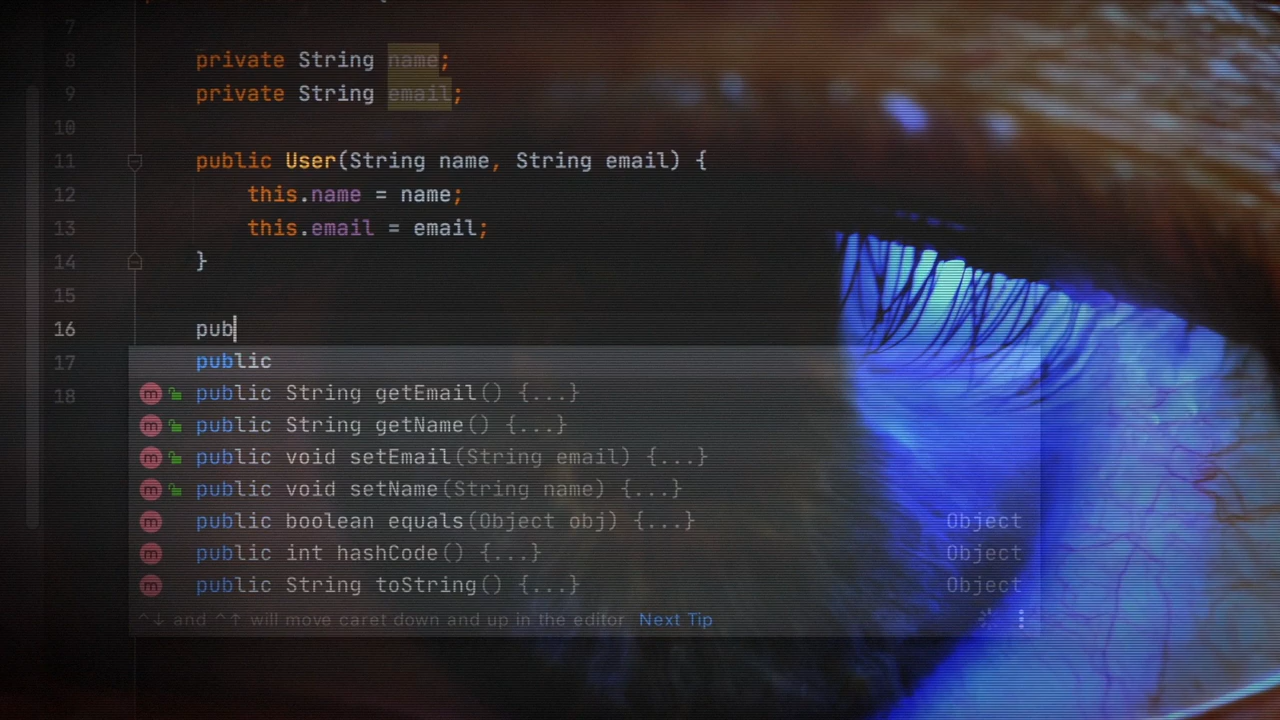 7
8 private String name;
9 private String email;
10
11 public User(String name, String email) {
12 this.name = name;
13 this.email = email;
14 }
15
16 pub
17 public
18 public String getEmail() {...}
m public String getName() {...}
m public void setEmail(String email) {...}
m public void setName(String name) {...}
m public boolean equals(Object obj) {...} Object
m public int hashCode() {...} Object
m public String toString() {...} Object
^↓ and ^↑ will move caret down and up in the editor Next Tip